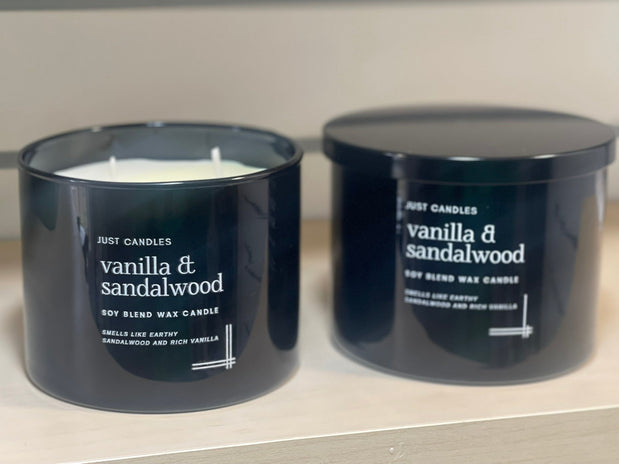 JUST CANDLES
vanilla &
sandalwood
SOY BLEND WAX CANDLE
SMELLS LIKE EARTHY
SANDALWOOD AND RICH VANILLA
JUST CANDLES
vanilla &
sandalwood
SOY BLEND WAX CANDLE
SMELLS LIKE EARTHY
SANDALWOOD AND RICH VANILLA